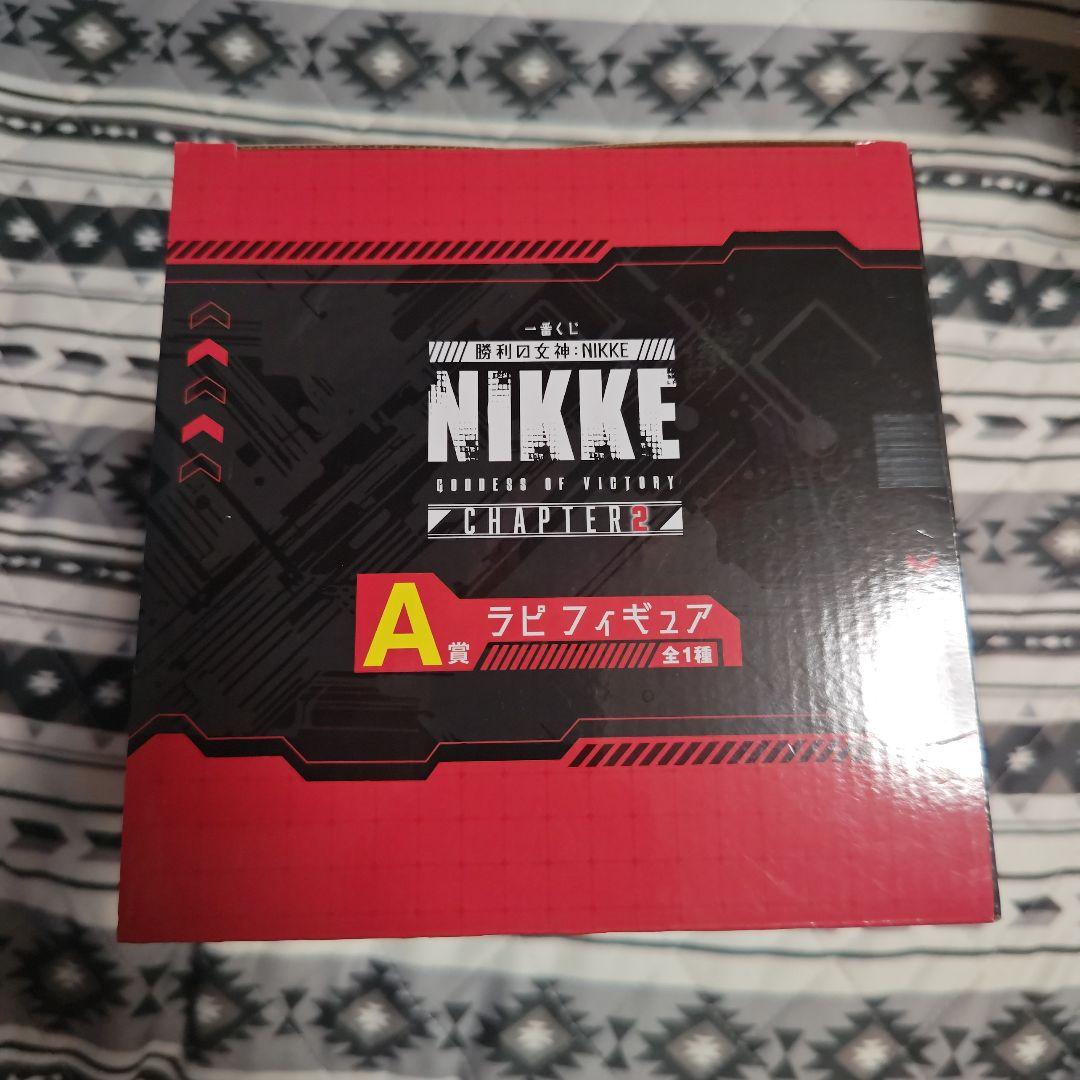 一番くじ
勝利の女神:NIKKE
NIKKE
GODDESS OF VICTORY
CHAPTER2
A賞
ラピ フィギュア
全1種